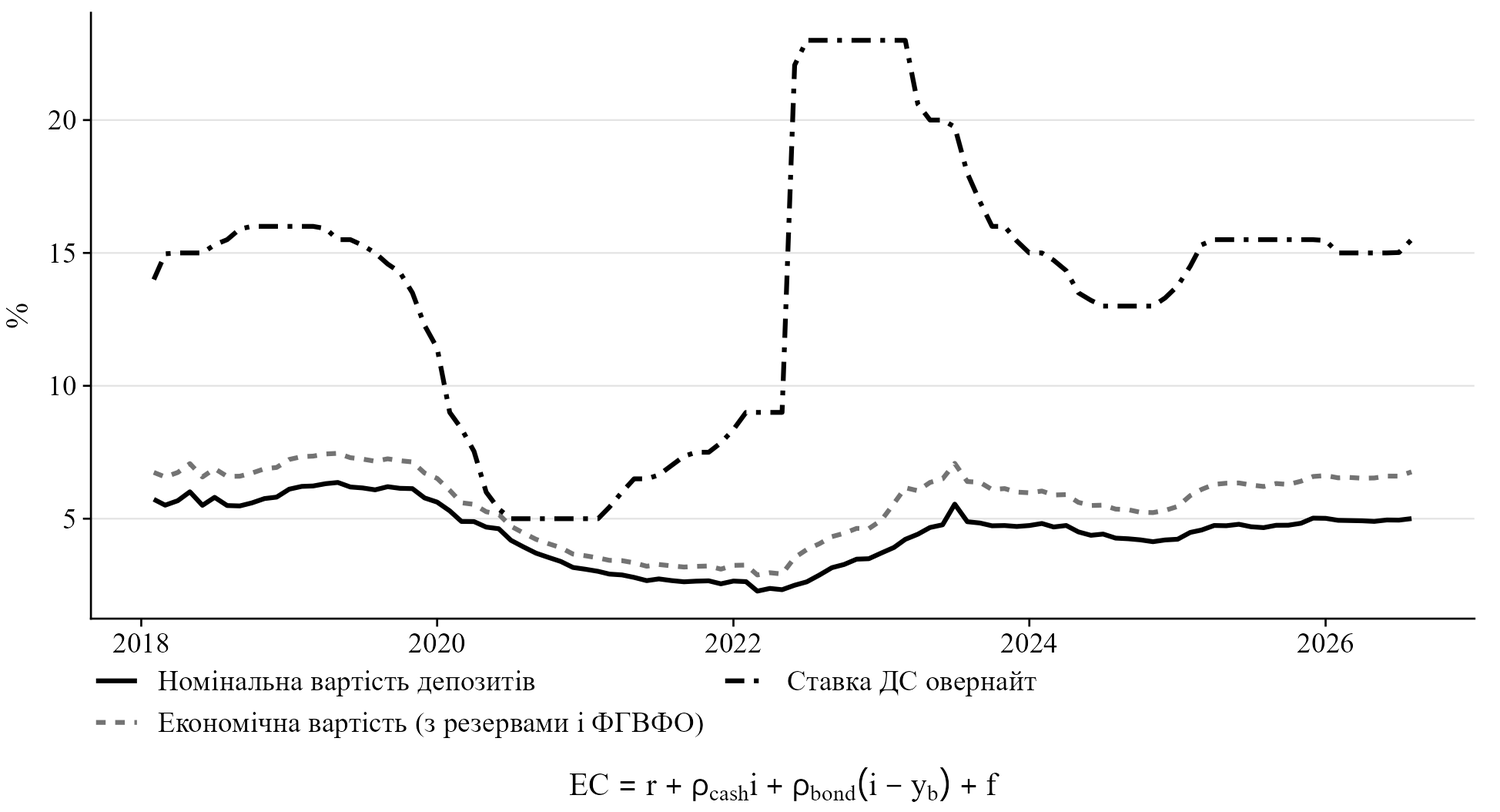 20
15
%
10
5
2018 2020 2022 2024 2026
Номінальна вартість депозитів Ставка ДС овернайт
Економічна вартість (з резервами і ФГВФО)
EC = r + ρcashi + ρbond(i − yb) + f